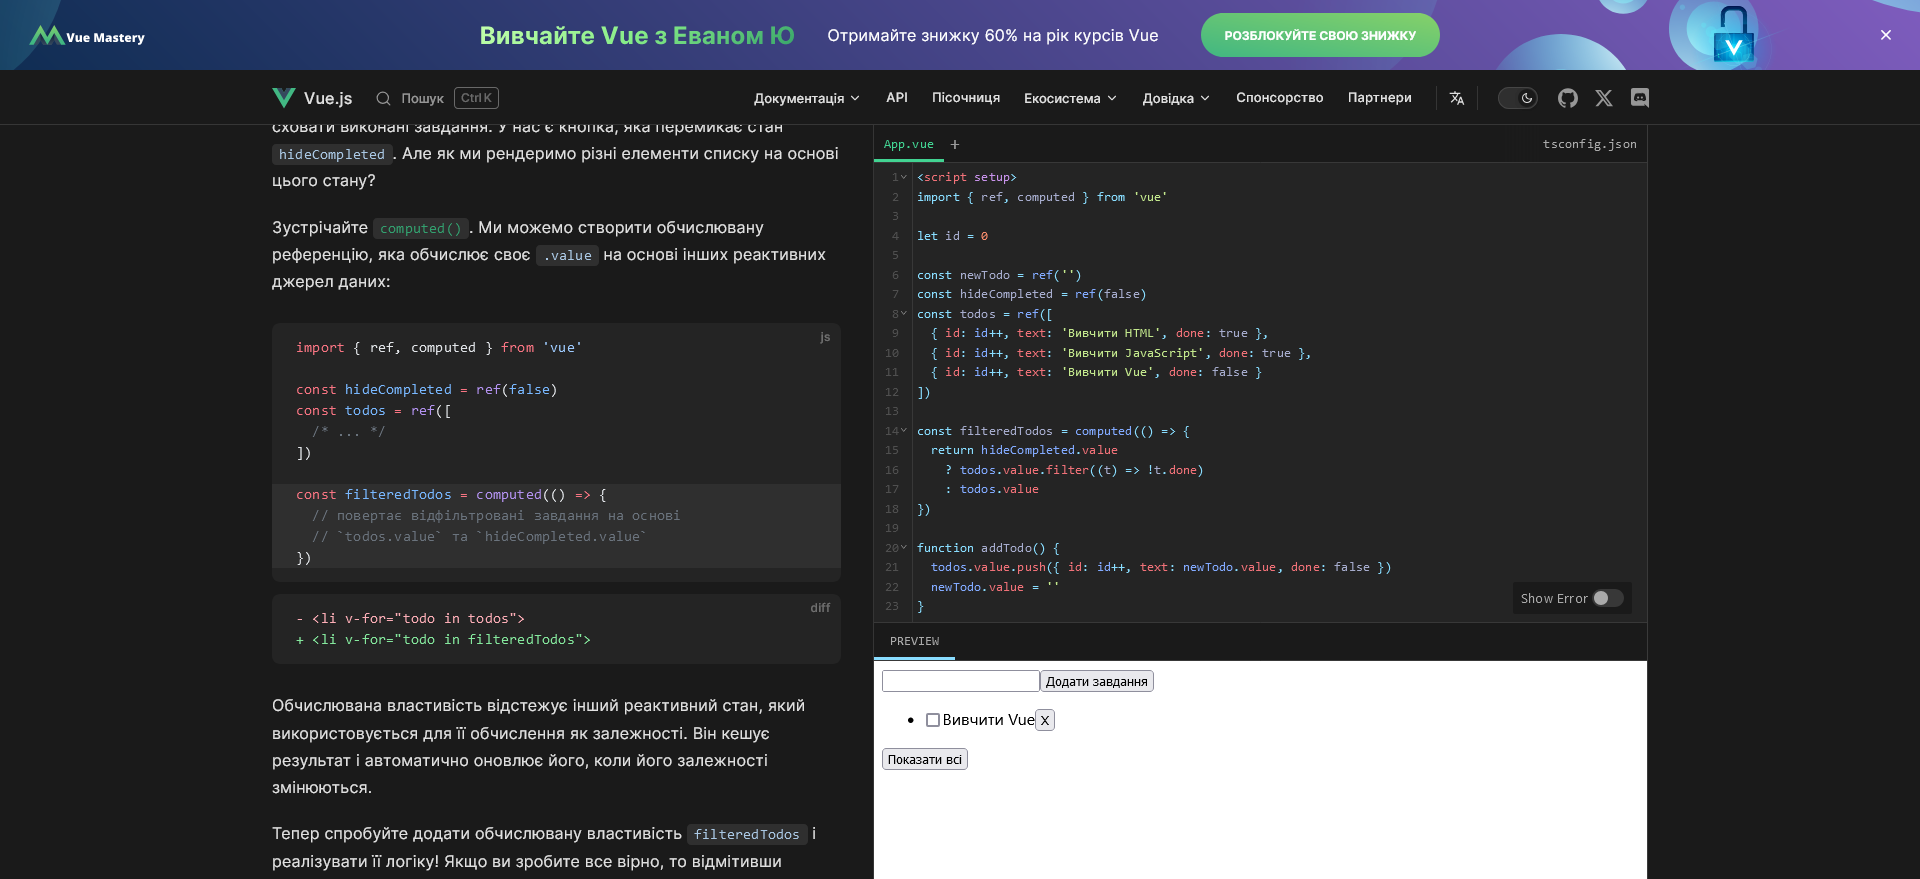 Vue Mastery
Вивчайте Vue з Еваном Ю
Отримайте знижку 60% на рік курсів Vue
РОЗБЛОКУЙТЕ СВОЮ ЗНИЖКУ
Vue.js
Пошук
Ctrl K
Документація
API
Пісочниця
Екосистема
Довідка
Спонсорство
Партнери
сховати виконані завдання. У нас є кнопка, яка перемикає стан
hideCompleted. Але як ми рендеримо різні елементи списку на основі
цього стану?
Зустрічайте computed(). Ми можемо створити обчислювану
референцію, яка обчислює своє .value на основі інших реактивних
джерел даних:
js
import { ref, computed } from 'vue'
const hideCompleted = ref(false)
const todos = ref([
/* ... */
])
const filteredTodos = computed(() => {
// повертає відфільтровані завдання на основі
// `todos.value` та `hideCompleted.value`
})
diff
- <li v-for="todo in todos">
+ <li v-for="todo in filteredTodos">
Обчислювана властивість відстежує інший реактивний стан, який
використовується для її обчислення як залежності. Він кешує
результат і автоматично оновлює його, коли його залежності
змінюються.
Тепер спробуйте додати обчислювану властивість filteredTodos і
реалізувати її логіку! Якщо ви зробите все вірно, то відмітивши
App.vue +
tsconfig.json
1 <script setup>
2 import { ref, computed } from 'vue'
3
4 let id = 0
5
6 const newTodo = ref('')
7 const hideCompleted = ref(false)
8 const todos = ref([
9 { id: id++, text: 'Вивчити HTML', done: true },
10 { id: id++, text: 'Вивчити JavaScript', done: true },
11 { id: id++, text: 'Вивчити Vue', done: false }
12 ])
13
14 const filteredTodos = computed(() => {
15 return hideCompleted.value
16 ? todos.value.filter((t) => !t.done)
17 : todos.value
18 })
19
20 function addTodo() {
21 todos.value.push({ id: id++, text: newTodo.value, done: false })
22 newTodo.value = ''
23 }
Show Error
PREVIEW
Додати завдання
• Вивчити Vue X
Показати всі